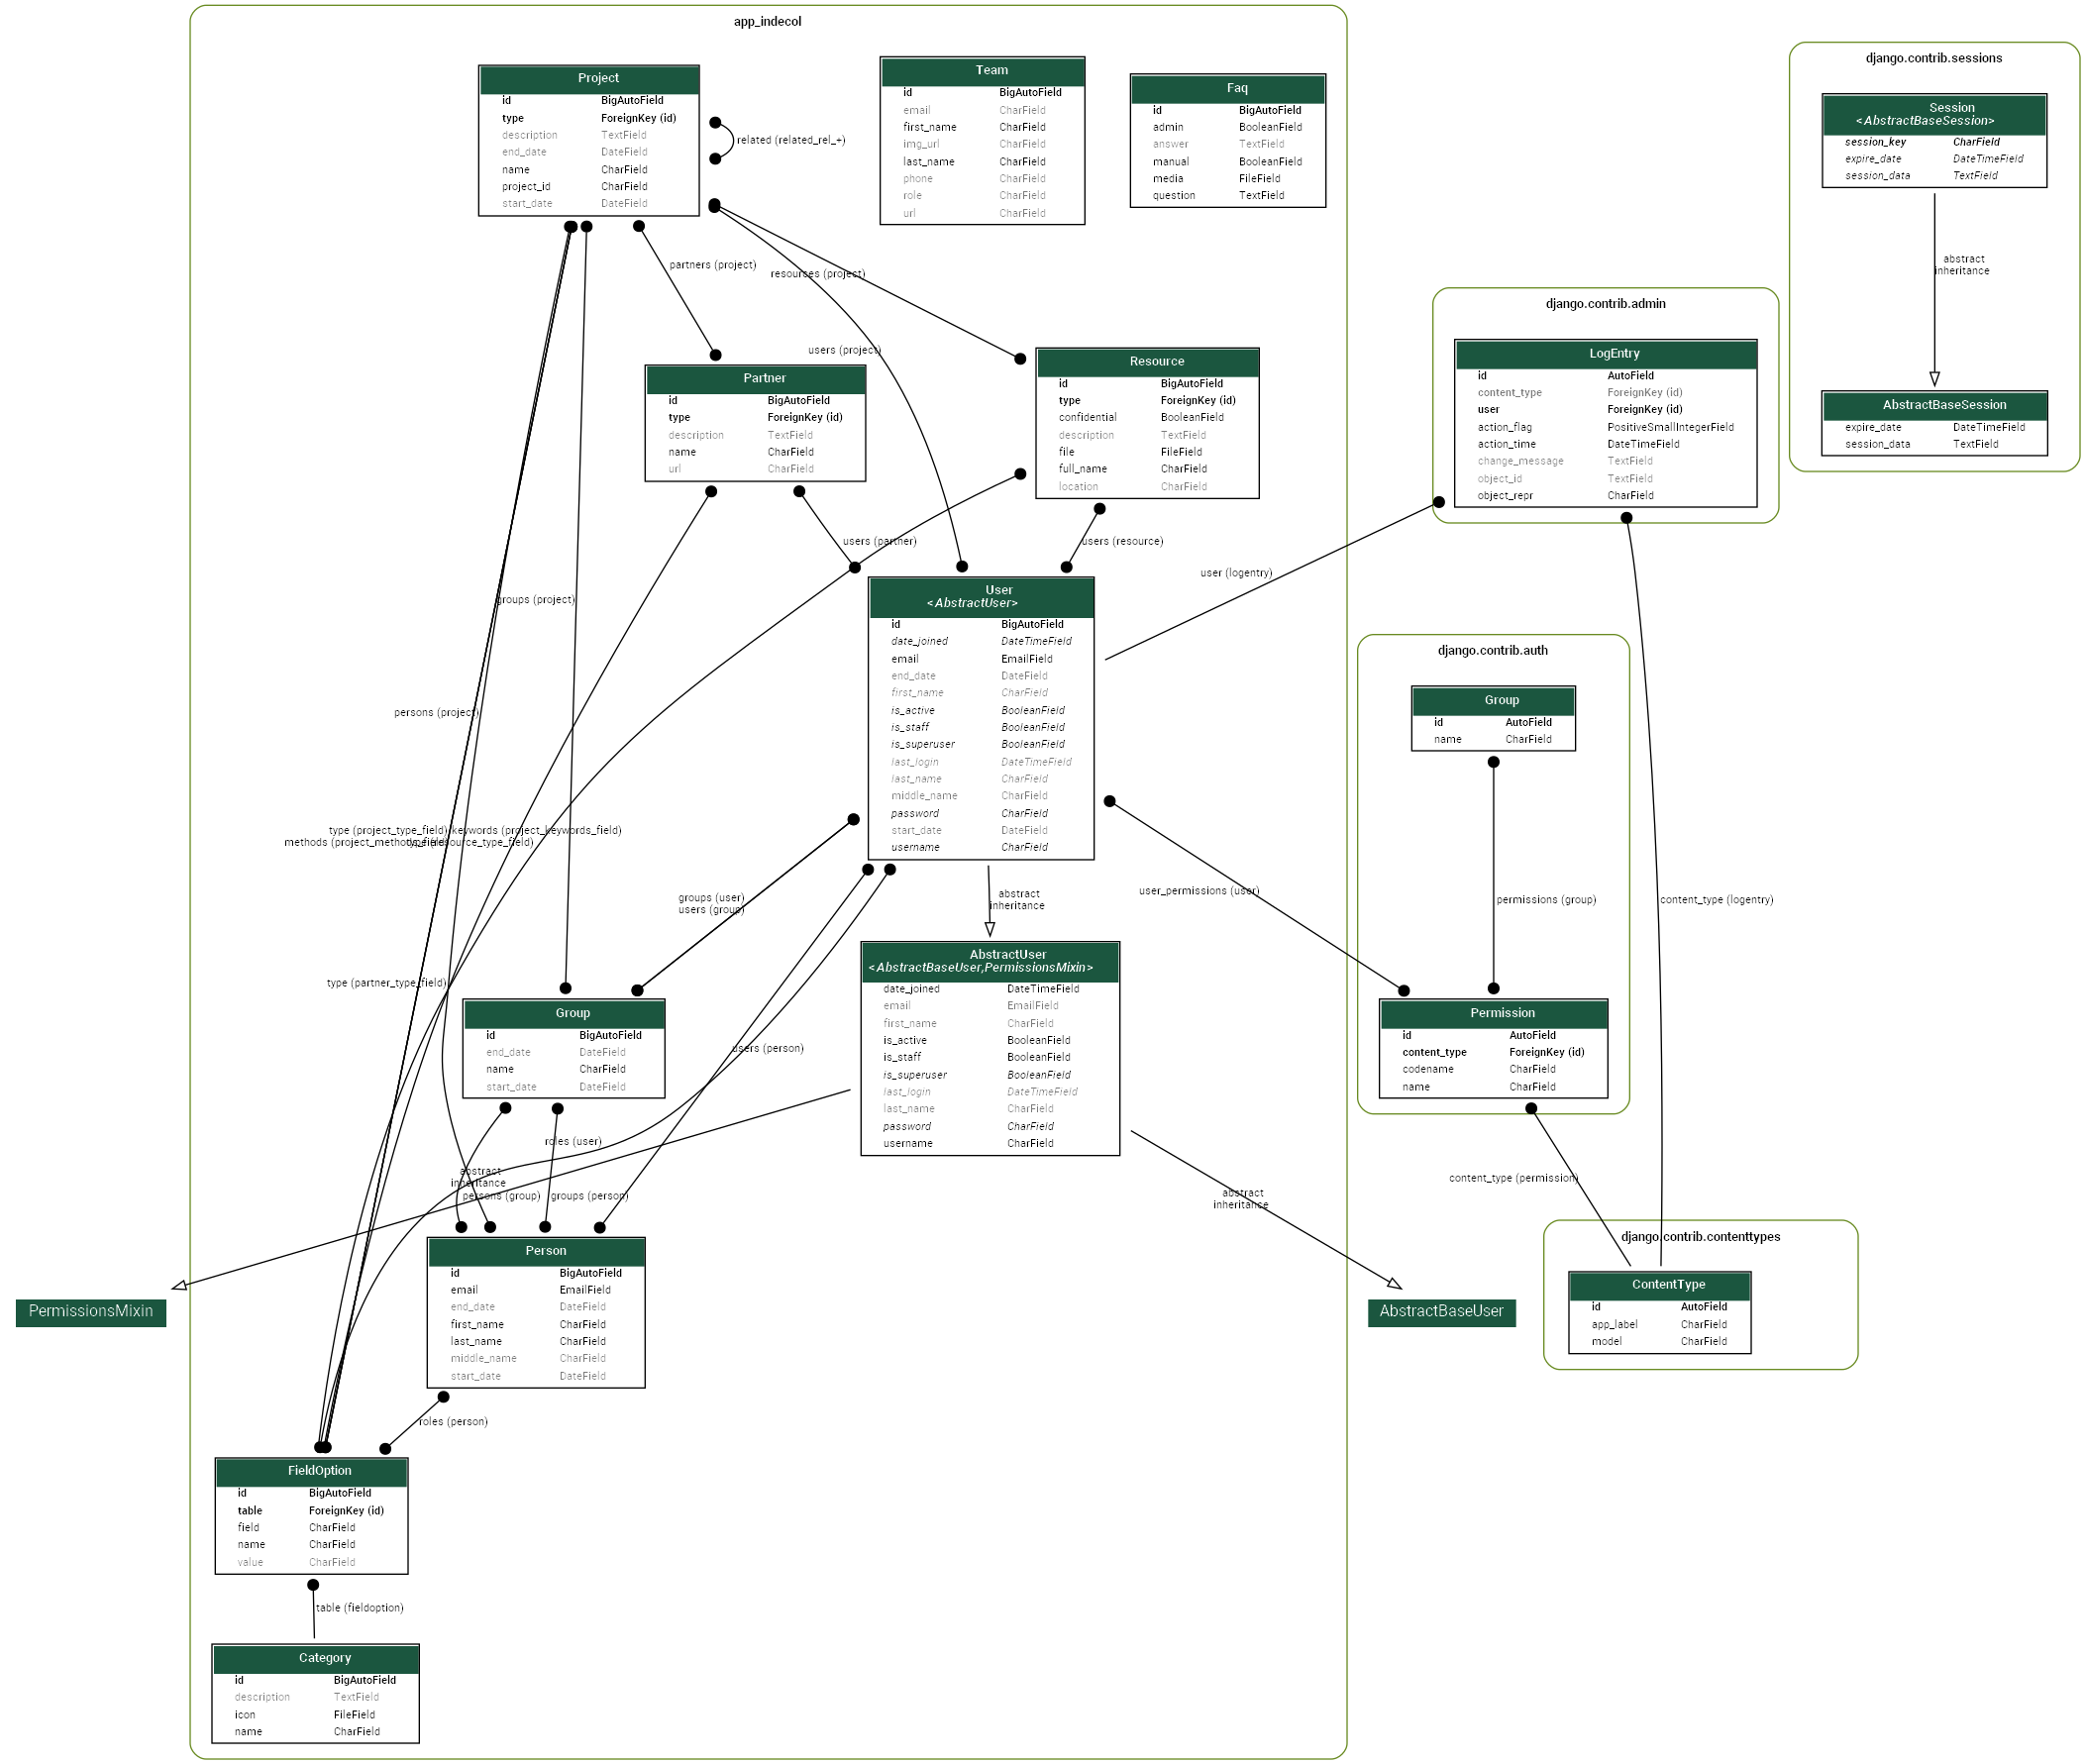 app_indecol
Project
id BigAutoField
type ForeignKey (id)
description TextField
end_date DateField
name CharField
project_id CharField
start_date DateField
related (related_rel_+)
Team
id BigAutoField
email CharField
first_name CharField
img_url CharField
last_name CharField
phone CharField
role CharField
url CharField
Faq
id BigAutoField
admin BooleanField
answer TextField
manual BooleanField
media FileField
question TextField
django.contrib.sessions
Session
<AbstractBaseSession>
session_key CharField
expire_date DateTimeField
session_data TextField
abstract
inheritance
AbstractBaseSession
expire_date DateTimeField
session_data TextField
partners (project)
resourses (project)
users (project)
django.contrib.admin
LogEntry
id AutoField
content_type ForeignKey (id)
user ForeignKey (id)
action_flag PositiveSmallIntegerField
action_time DateTimeField
change_message TextField
object_id TextField
object_repr CharField
Partner
id BigAutoField
type ForeignKey (id)
description TextField
name CharField
url CharField
Resource
id BigAutoField
type ForeignKey (id)
confidential BooleanField
description TextField
file FileField
full_name CharField
location CharField
users (partner)
users (resource)
user (logentry)
groups (project)
User
<AbstractUser>
id BigAutoField
date_joined DateTimeField
email EmailField
end_date DateField
first_name CharField
is_active BooleanField
is_staff BooleanField
is_superuser BooleanField
last_login DateTimeField
last_name CharField
middle_name CharField
password CharField
start_date DateField
username CharField
django.contrib.auth
Group
id AutoField
name CharField
persons (project)
type (project_type_field)
keywords (project_keywords_field)
methods (project_methods_field)
type (resource_type_field)
groups (user)
users (group)
abstract
inheritance
user_permissions (user)
permissions (group)
content_type (logentry)
type (partner_type_field)
AbstractUser
<AbstractBaseUser,PermissionsMixin>
date_joined DateTimeField
email EmailField
first_name CharField
is_active BooleanField
is_staff BooleanField
is_superuser BooleanField
last_login DateTimeField
last_name CharField
password CharField
username CharField
Group
id BigAutoField
end_date DateField
name CharField
start_date DateField
Permission
id AutoField
content_type ForeignKey (id)
codename CharField
name CharField
users (person)
roles (user)
abstract
inheritance
persons (group)
groups (person)
abstract
inheritance
content_type (permission)
django.contrib.contenttypes
ContentType
id AutoField
app_label CharField
model CharField
PermissionsMixin
AbstractBaseUser
Person
id BigAutoField
email EmailField
end_date DateField
first_name CharField
last_name CharField
middle_name CharField
start_date DateField
roles (person)
FieldOption
id BigAutoField
table ForeignKey (id)
field CharField
name CharField
value CharField
table (fieldoption)
Category
id BigAutoField
description TextField
icon FileField
name CharField